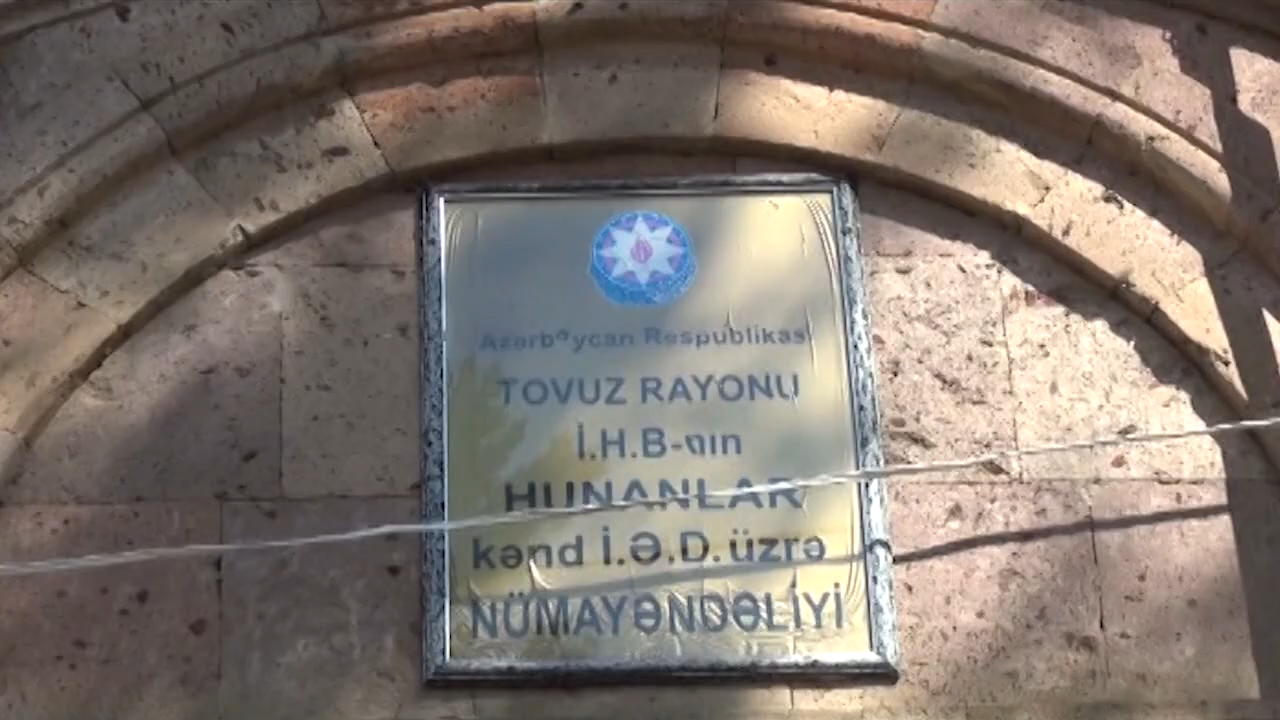 Azərbaycan Respublikası
TOVUZ RAYONU
İ.H.B-nın
HUNANLAR
kənd İ.Ə.D. üzrə
NÜMAYƏNDƏLİYİ